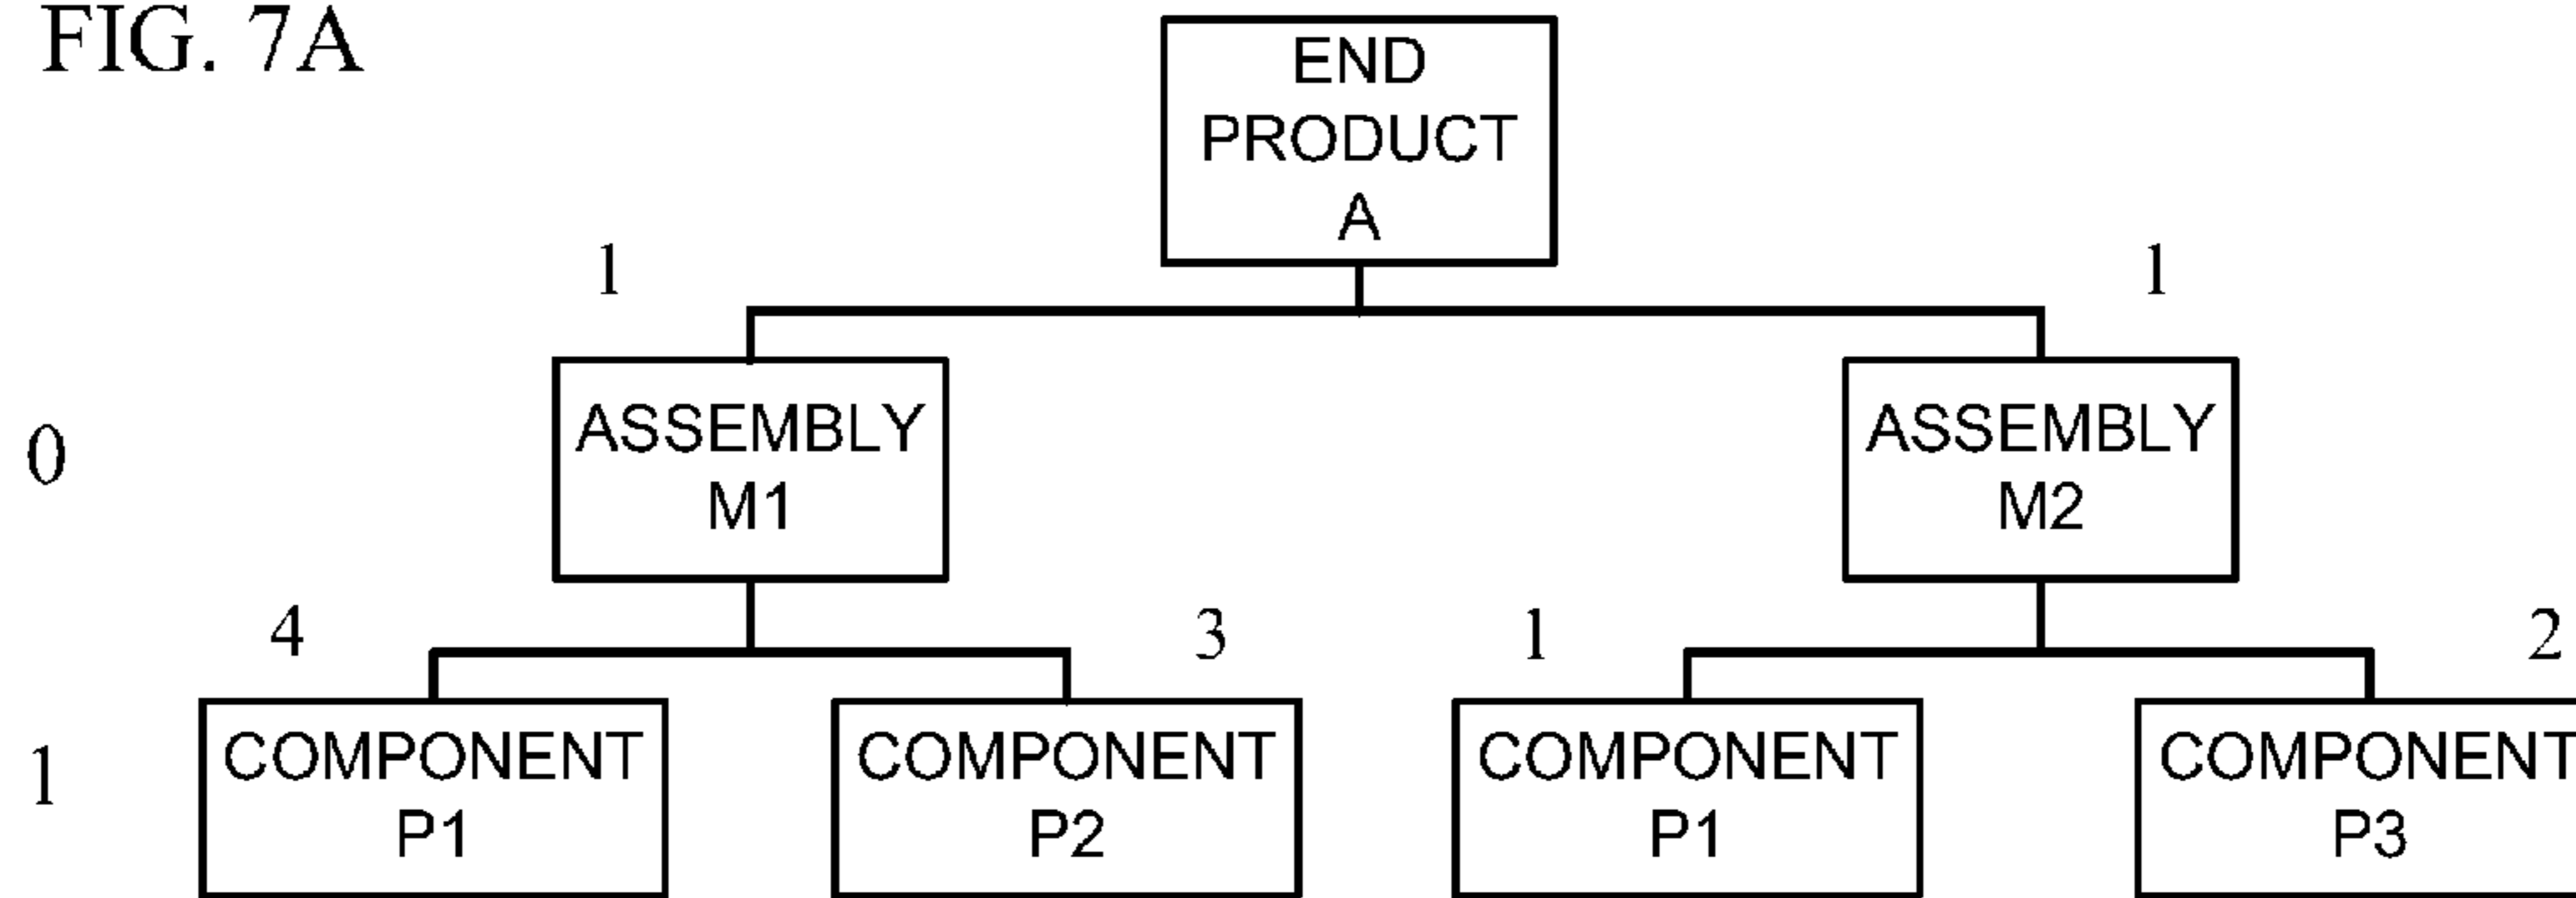 FIG. 7A
END
PRODUCT
A
1
1
0
ASSEMBLY
M1
ASSEMBLY
M2
4
3
1
2
1
COMPONENT
P1
COMPONENT
P2
COMPONENT
P1
COMPONENT
P3